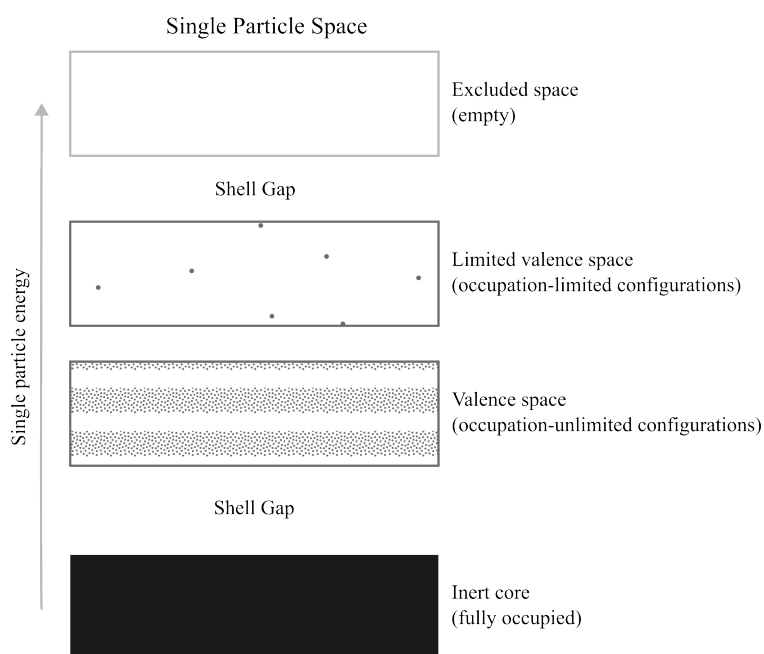 Single Particle Space
Excluded space
(empty)
Shell Gap
Limited valence space
(occupation-limited configurations)
Single particle energy
Valence space
(occupation-unlimited configurations)
Shell Gap
Inert core
(fully occupied)